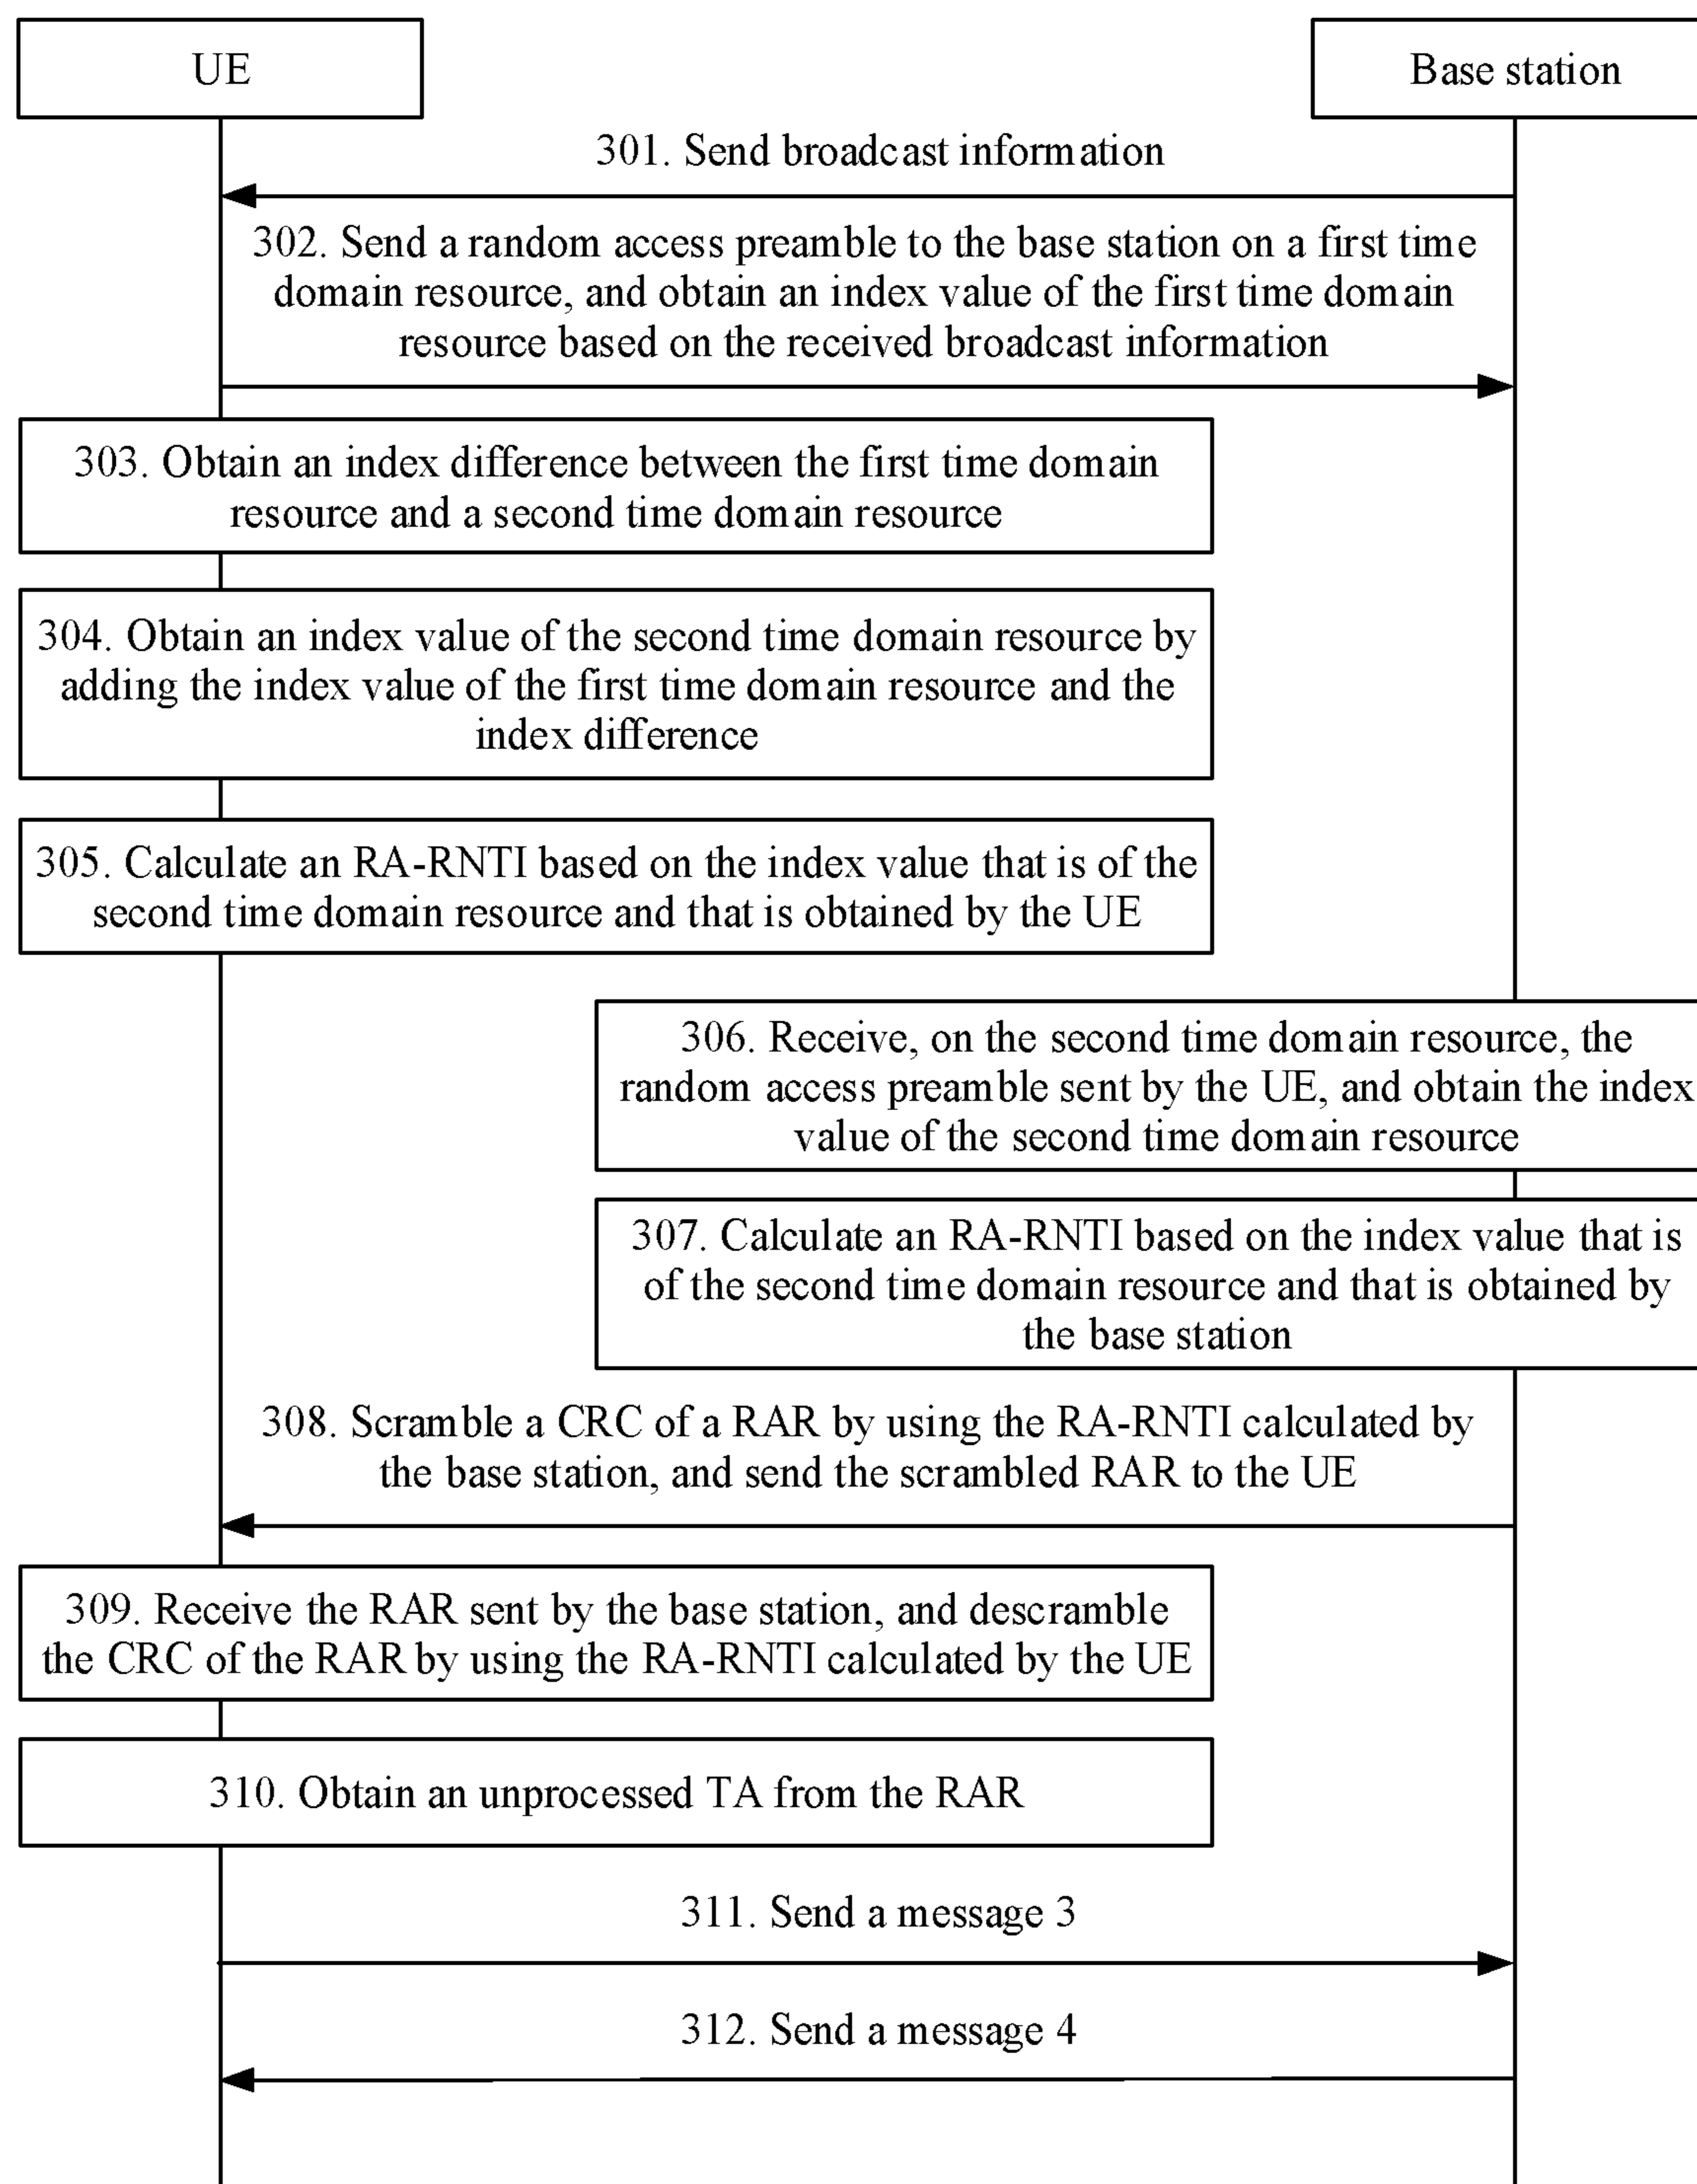 UE
Base station
301. Send broadcast information
302. Send a random access preamble to the base station on a first time
domain resource, and obtain an index value of the first time domain
resource based on the received broadcast information
303. Obtain an index difference between the first time domain
resource and a second time domain resource
304. Obtain an index value of the second time domain resource by
adding the index value of the first time domain resource and the
index difference
305. Calculate an RA-RNTI based on the index value that is of the
second time domain resource and that is obtained by the UE
306. Receive, on the second time domain resource, the
random access preamble sent by the UE, and obtain the index
value of the second time domain resource
307. Calculate an RA-RNTI based on the index value that is
of the second time domain resource and that is obtained by
the base station
308. Scramble a CRC of a RAR by using the RA-RNTI calculated by
the base station, and send the scrambled RAR to the UE
309. Receive the RAR sent by the base station, and descramble
the CRC of the RAR by using the RA-RNTI calculated by the UE
310. Obtain an unprocessed TA from the RAR
311. Send a message 3
312. Send a message 4